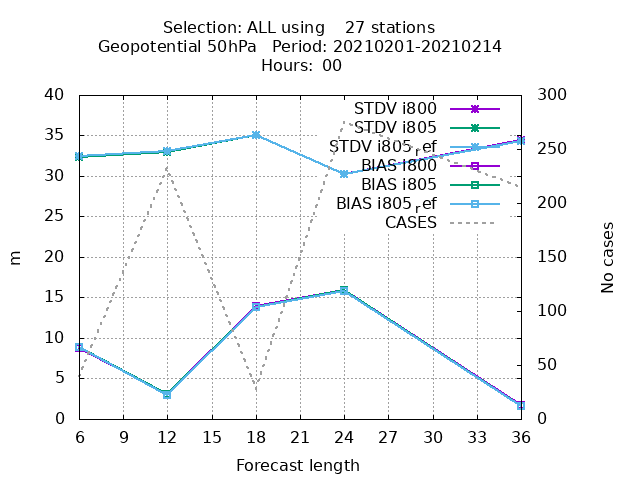 Selection: ALL using    27 stations
Geopotential 50hPa   Period: 20210201-20210214
Hours: 00
40
35
30
25
20
15
10
5
0
m
STDV i800
STDV i805
STDV i805ref
BIAS i800
BIAS i805
BIAS i805ref
CASES
300
250
200
150
100
50
0
No cases
6 9 12 15 18 21 24 27 30 33 36
Forecast length